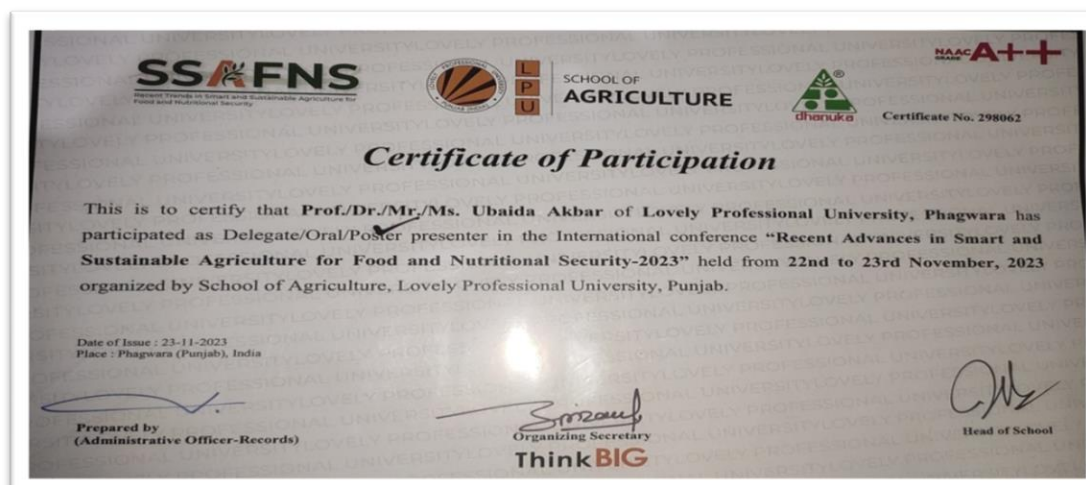 SSAFNS
Recent Trends in Smart and Sustainable Agriculture for
Food and Nutritional Security
LPU
SCHOOL OF
AGRICULTURE
dhanuka
NAAC
GRADE
A++
Certificate No. 298062
Certificate of Participation
This is to certify that Prof./Dr./Mr./Ms. Ubaida Akbar of Lovely Professional University, Phagwara has
participated as Delegate/Oral/Poster presenter in the International conference “Recent Advances in Smart and
Sustainable Agriculture for Food and Nutritional Security-2023” held from 22nd to 23rd November, 2023
organized by School of Agriculture, Lovely Professional University, Punjab.
Date of Issue : 23-11-2023
Place : Phagwara (Punjab), India
Prepared by
(Administrative Officer-Records)
Organizing Secretary
Head of School
Think BIG